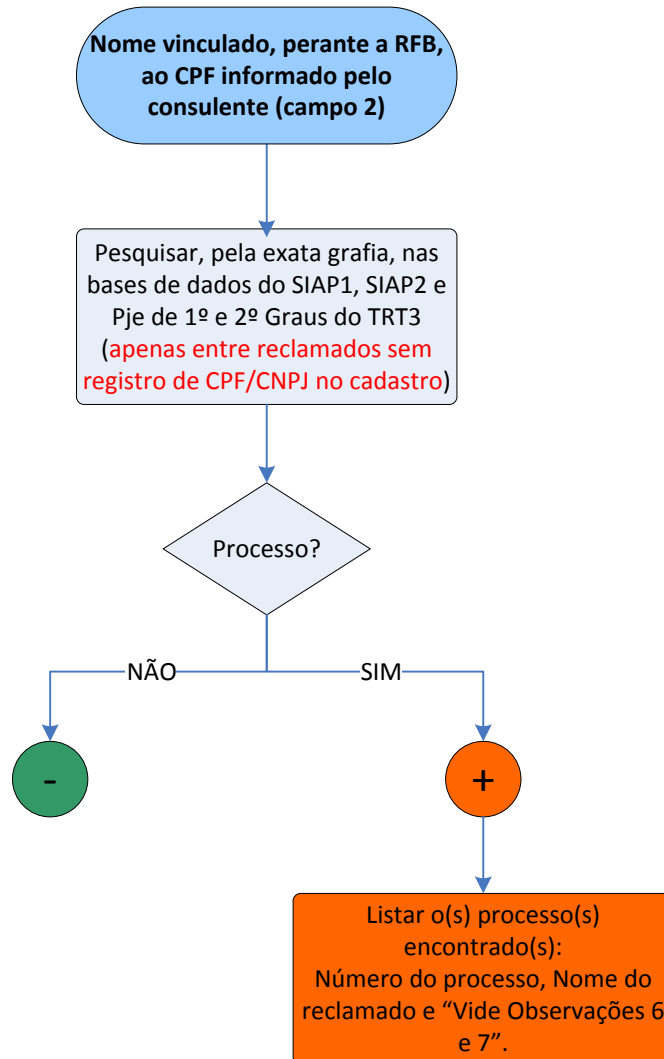 Nome vinculado, perante a RFB,
ao CPF informado pelo
consulente (campo 2)
Pesquisar, pela exata grafia, nas
bases de dados do SIAP1, SIAP2 e
Pje de 1º e 2º Graus do TRT3
(apenas entre reclamados sem
registro de CPF/CNPJ no cadastro)
Processo?
NÃO
SIM
-
+
Listar o(s) processo(s)
encontrado(s):
Número do processo, Nome do
reclamado e “Vide Observações 6
e 7”.